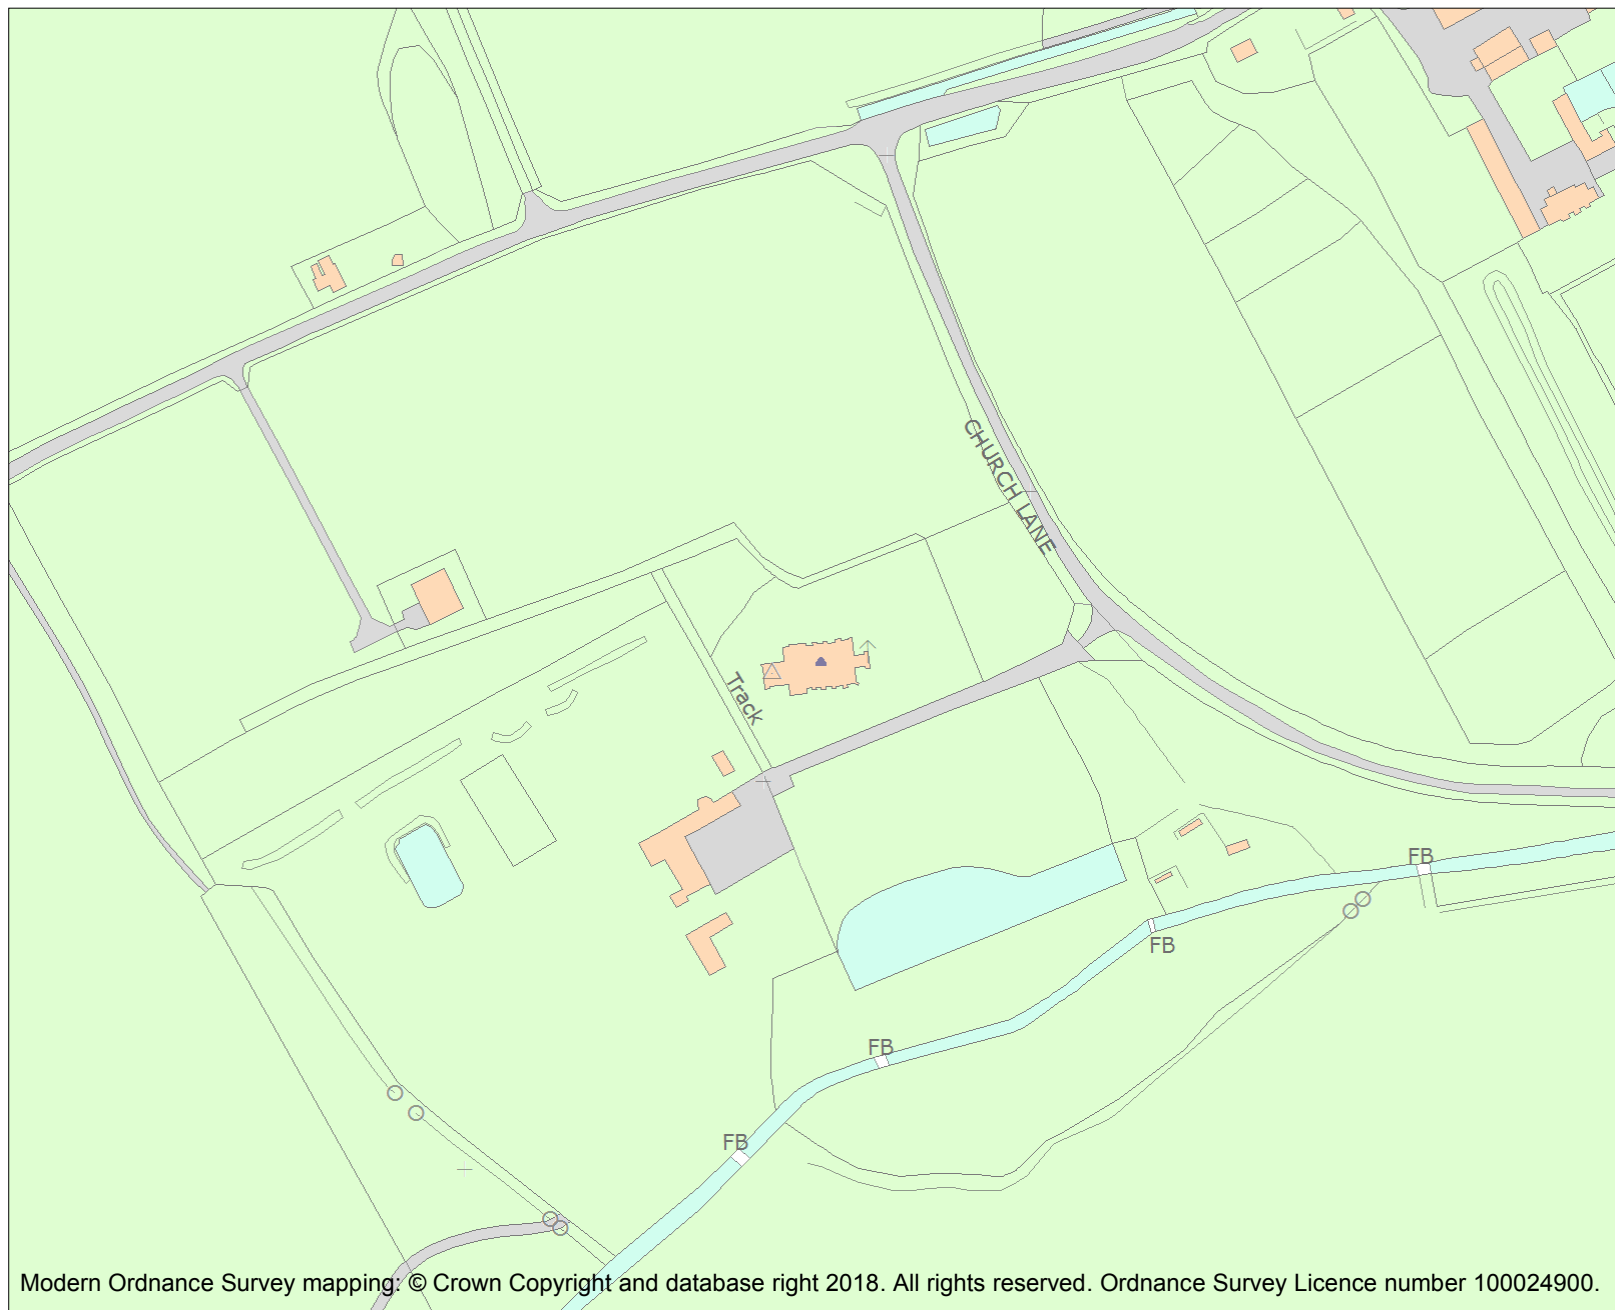 CHURCH LANE
Track
FB
FB
FB
FB
Modern Ordnance Survey mapping: © Crown Copyright and database right 2018. All rights reserved. Ordnance Survey Licence number 100024900.